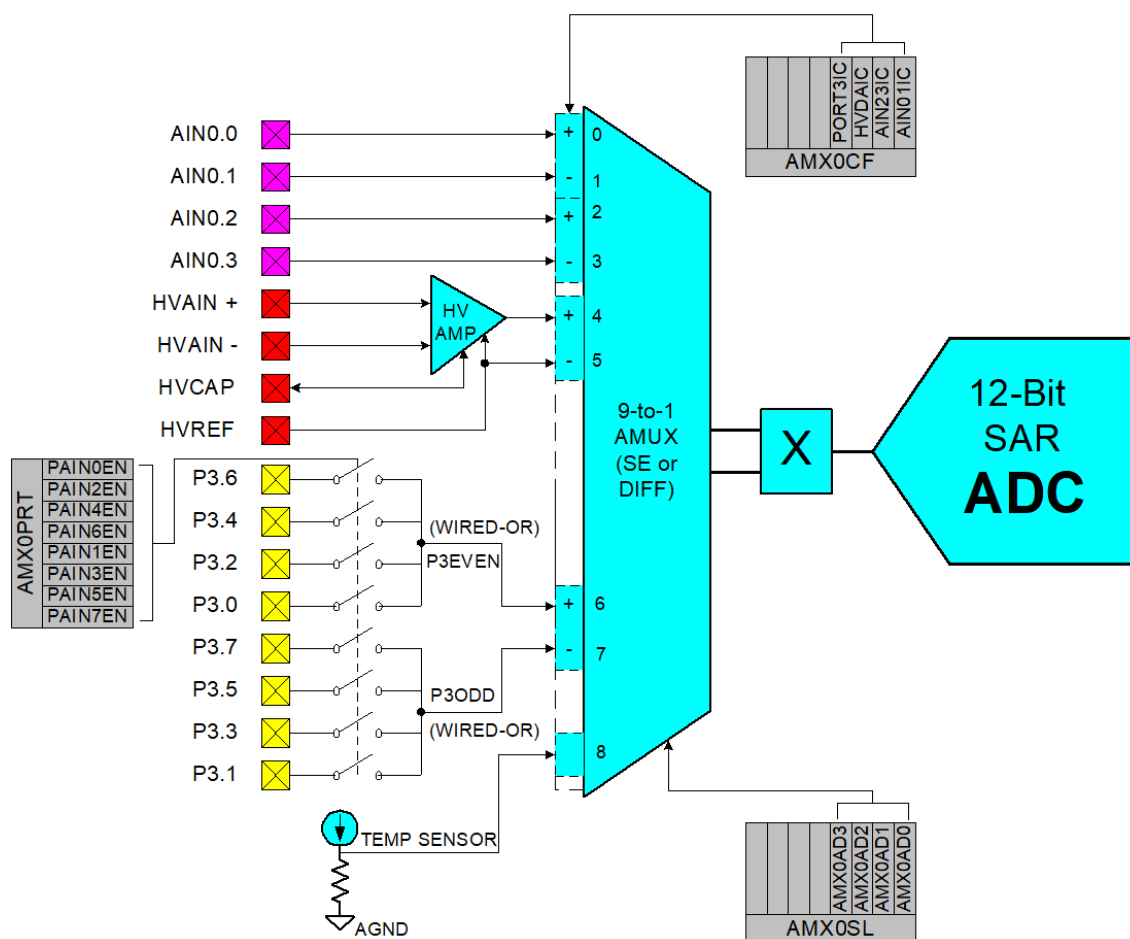 PORT3IC
HVDAIC
AIN23IC
AIN01IC
AMX0CF
AIN0.0
AIN0.1
AIN0.2
AIN0.3
HVAIN +
HVAIN -
HVCAP
HVREF
HV
AMP
+
-
+
-
+
-
0
1
2
3
4
5
9-to-1
AMUX
(SE or
DIFF)
X
12-Bit
SAR
ADC
AMX0PRT
PAIN0EN
PAIN2EN
PAIN4EN
PAIN6EN
PAIN1EN
PAIN3EN
PAIN5EN
PAIN7EN
P3.6
P3.4
P3.2
P3.0
P3.7
P3.5
P3.3
P3.1
(WIRED-OR)
P3EVEN
P3ODD
(WIRED-OR)
+
-
6
7
8
TEMP SENSOR
AGND
AMX0AD3
AMX0AD2
AMX0AD1
AMX0AD0
AMX0SL